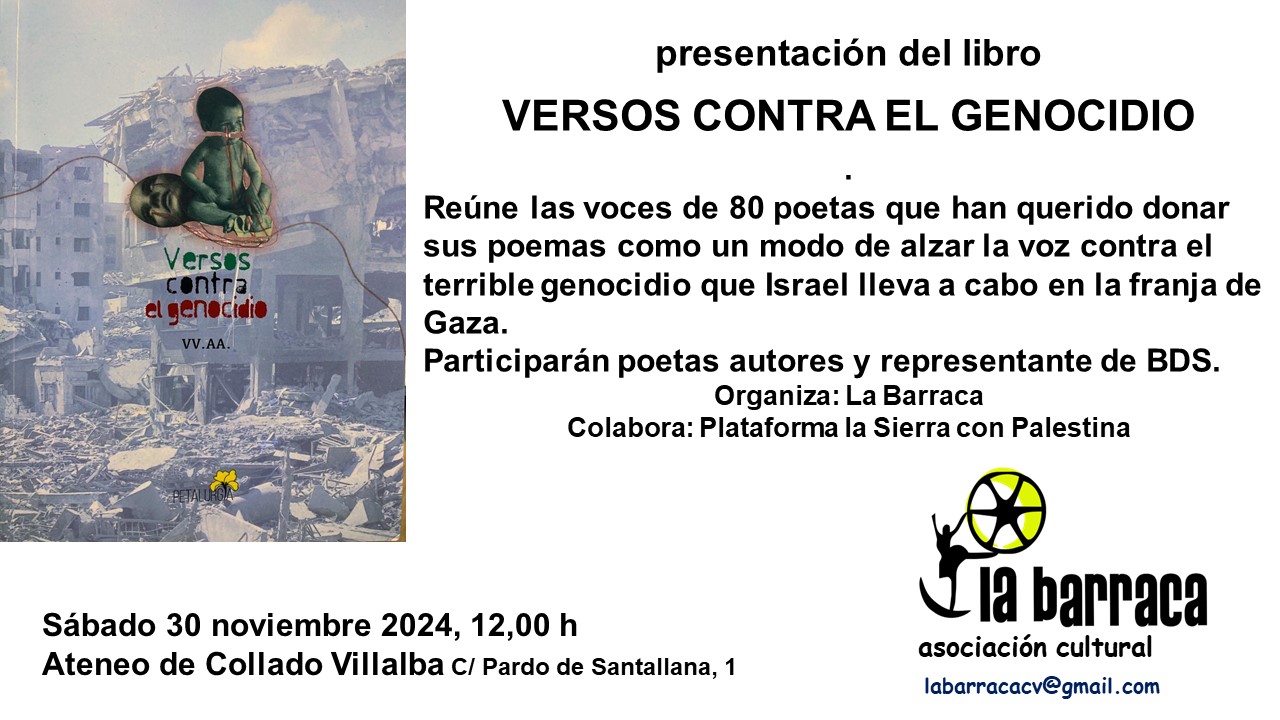 presentación del libro
VERSOS CONTRA EL GENOCIDIO
.
Reúne las voces de 80 poetas que han querido donar
sus poemas como un modo de alzar la voz contra el
terrible genocidio que Israel lleva a cabo en la franja de
Gaza.
Participarán poetas autores y representante de BDS.
Organiza: La Barraca
Colabora: Plataforma la Sierra con Palestina
Versos
contra
el genocidio
VV.AA.
PETALURGIA
la barraca
asociación cultural
labarracacv@gmail.com
Sábado 30 noviembre 2024, 12,00 h
Ateneo de Collado Villalba C/ Pardo de Santallana, 1